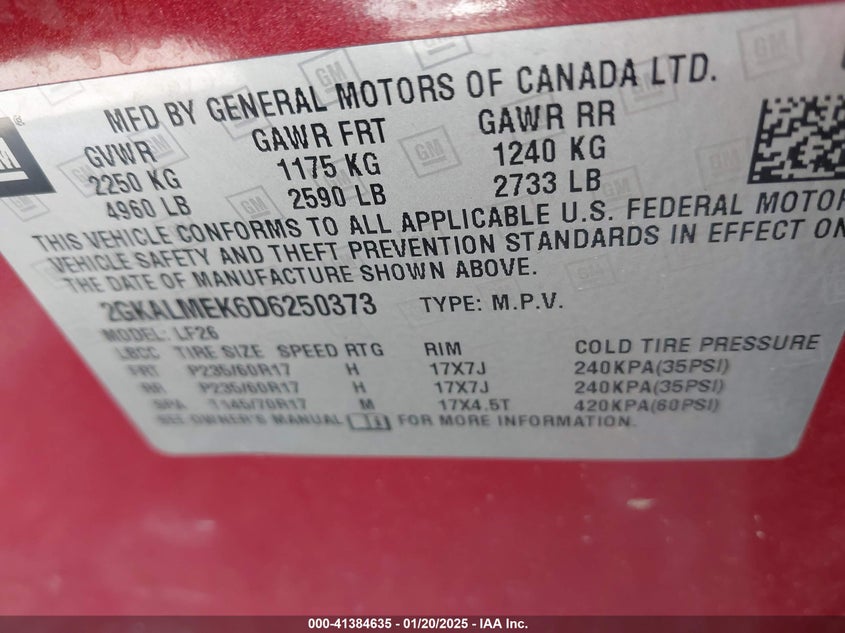 MFD BY GENERAL MOTORS OF CANADA LTD.
GVWR GAWR FRT GAWR RR
2250 KG 1175 KG 1240 KG
4960 LB 2590 LB 2733 LB
THIS VEHICLE CONFORMS TO ALL APPLICABLE U.S. FEDERAL MOTOR
VEHICLE SAFETY AND THEFT PREVENTION STANDARDS IN EFFECT ON
THE DATE OF MANUFACTURE SHOWN ABOVE.
2GKALMEK6D6250373 TYPE: M.P.V.
MODEL: LF26
LBCC TIRE SIZE SPEED RTG RIM COLD TIRE PRESSURE
FRT P235/60R17 H 17X7J 240KPA(35PSI)
RR P235/60R17 H 17X7J 240KPA(35PSI)
SPA T145/70R17 M 17X4.5T 420KPA(60PSI)
SEE OWNER'S MANUAL FOR MORE INFORMATION.
000-41384635 - 01/20/2025 - IAA Inc.